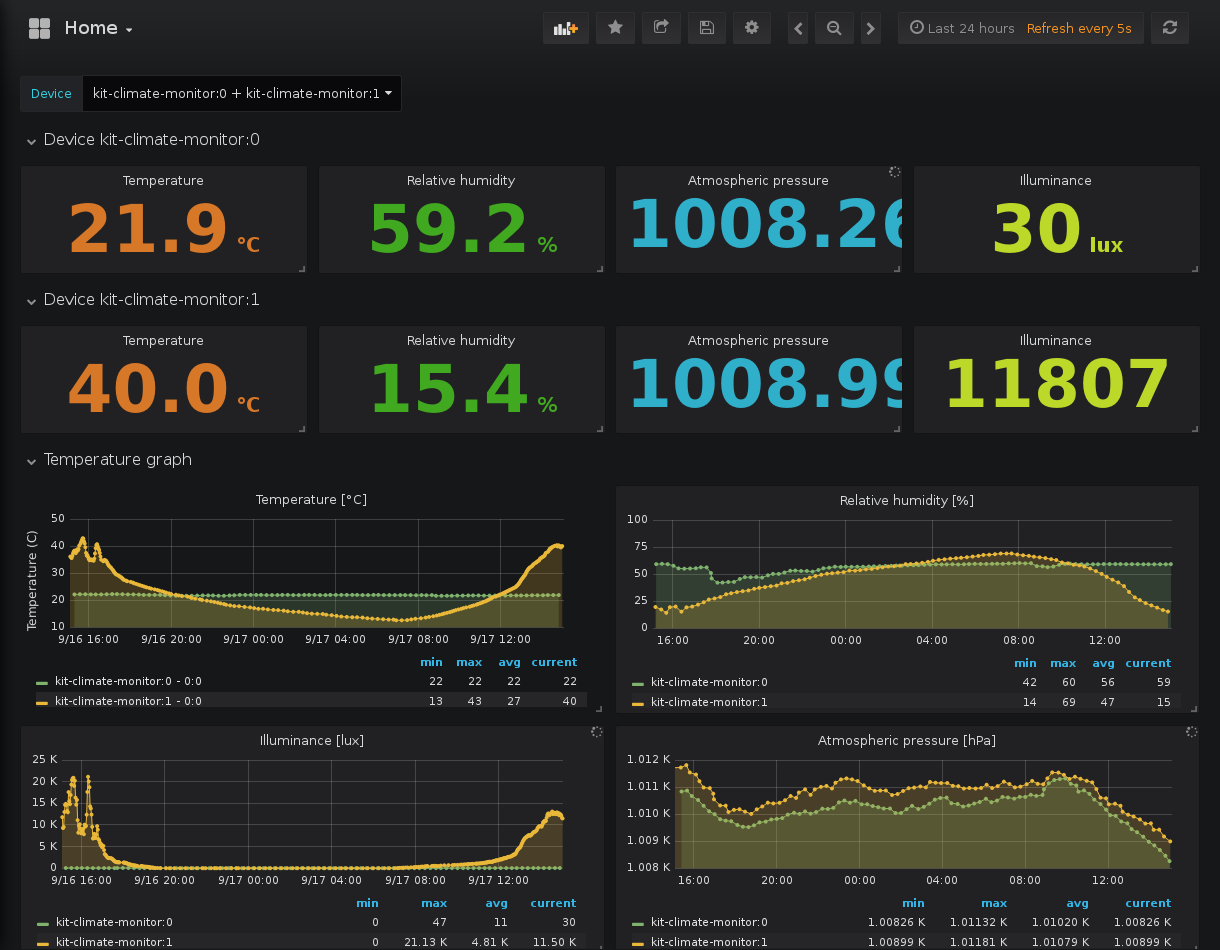 Home
Last 24 hours Refresh every 5s
Device kit-climate-monitor:0 + kit-climate-monitor:1
Device kit-climate-monitor:0
Temperature Relative humidity Atmospheric pressure Illuminance
21.9 °C 59.2 % 1008.26 30 lux
Device kit-climate-monitor:1
Temperature Relative humidity Atmospheric pressure Illuminance
40.0 °C 15.4 % 1008.99 11807
Temperature graph
Temperature [°C]
Temperature (C)
50
40
30
20
10
9/16 16:00 9/16 20:00 9/17 00:00 9/17 04:00 9/17 08:00 9/17 12:00
min max avg current
kit-climate-monitor:0 - 0:0 22 22 22 22
kit-climate-monitor:1 - 0:0 13 43 27 40
Relative humidity [%]
100
75
50
25
0
16:00 20:00 00:00 04:00 08:00 12:00
min max avg current
kit-climate-monitor:0 42 60 56 59
kit-climate-monitor:1 14 69 47 15
Illuminance [lux]
25 K
20 K
15 K
10 K
5 K
0
9/16 16:00 9/16 20:00 9/17 00:00 9/17 04:00 9/17 08:00 9/17 12:00
min max avg current
kit-climate-monitor:0 0 47 11 30
kit-climate-monitor:1 0 21.13 K 4.81 K 11.50 K
Atmospheric pressure [hPa]
1.012 K
1.011 K
1.010 K
1.009 K
1.008 K
16:00 20:00 00:00 04:00 08:00 12:00
min max avg current
kit-climate-monitor:0 1.00826 K 1.01132 K 1.01020 K 1.00826 K
kit-climate-monitor:1 1.00899 K 1.01181 K 1.01079 K 1.00899 K